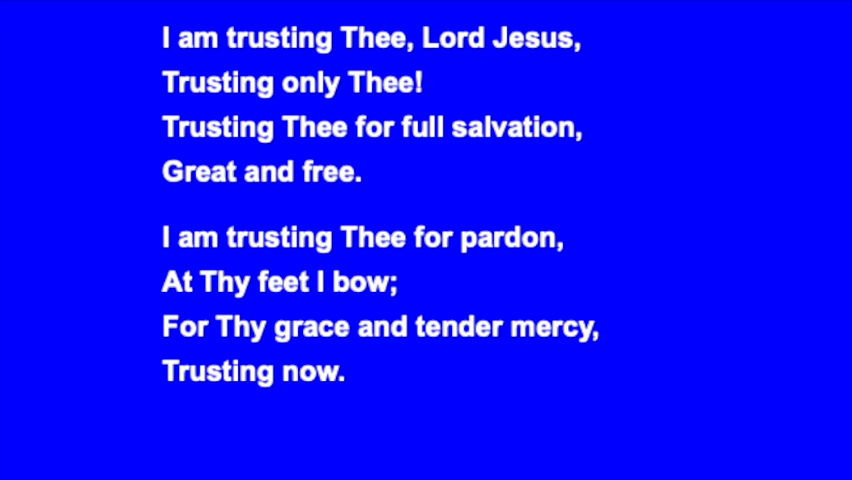 I am trusting Thee, Lord Jesus,
Trusting only Thee!
Trusting Thee for full salvation,
Great and free.
I am trusting Thee for pardon,
At Thy feet I bow;
For Thy grace and tender mercy,
Trusting now.